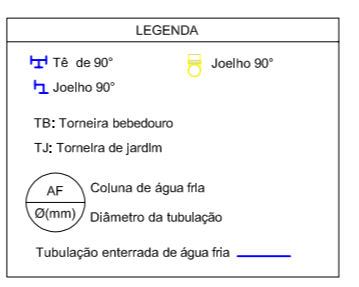 LEGENDA
Tê de 90°
Joelho 90°
Joelho 90°
TB: Torneira bebedouro
TJ: Torneira de jardim
AF
Coluna de água fria
Ø(mm)
Diâmetro da tubulação
Tubulação enterrada de água fria